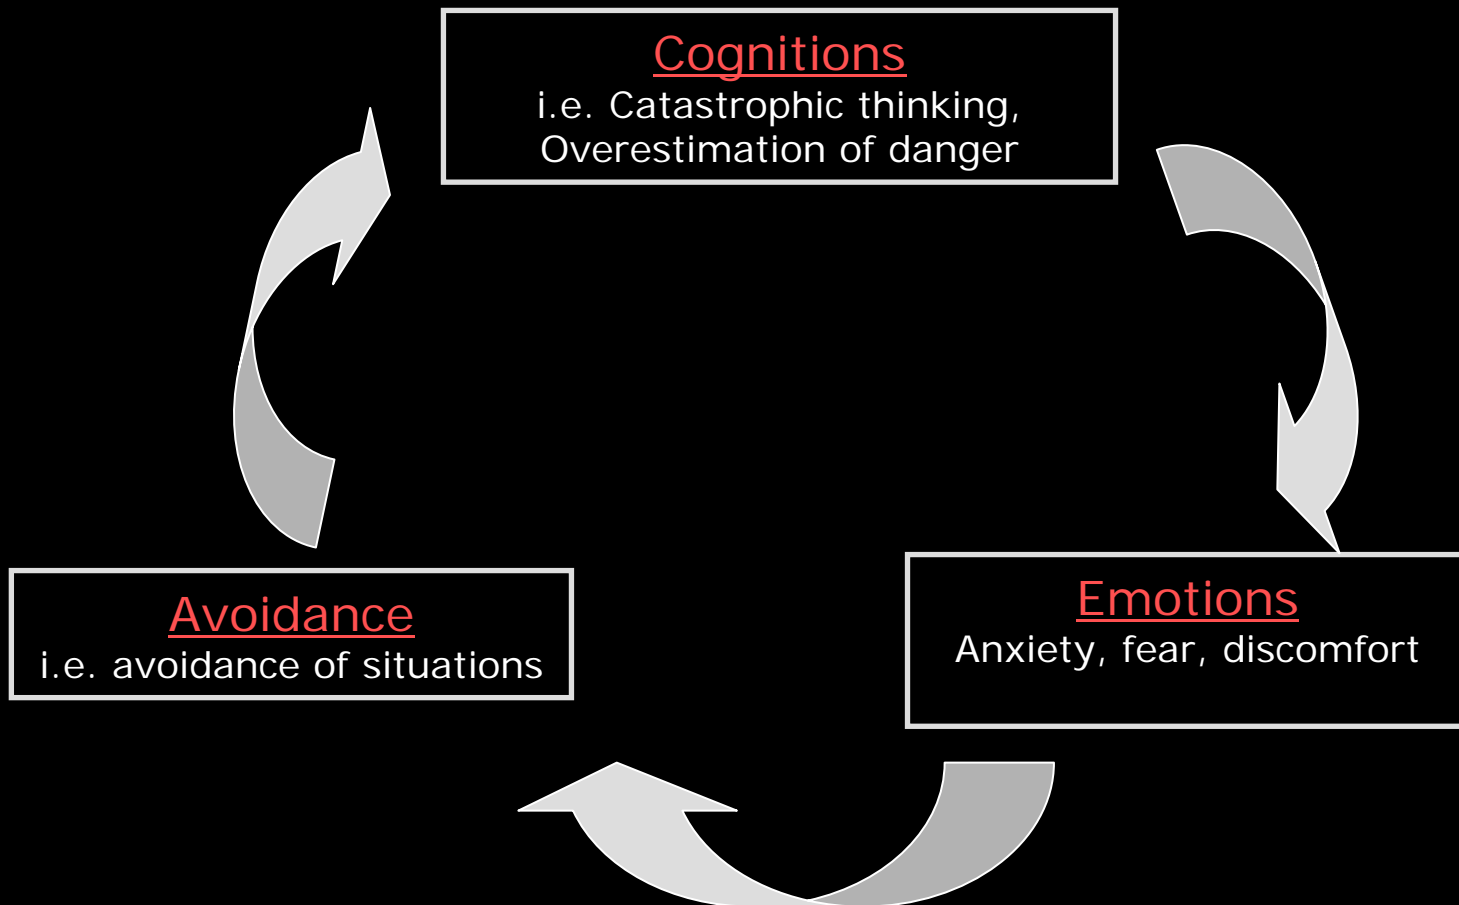 Cognitions
i.e. Catastrophic thinking,
Overestimation of danger
Avoidance
i.e. avoidance of situations
Emotions
Anxiety, fear, discomfort